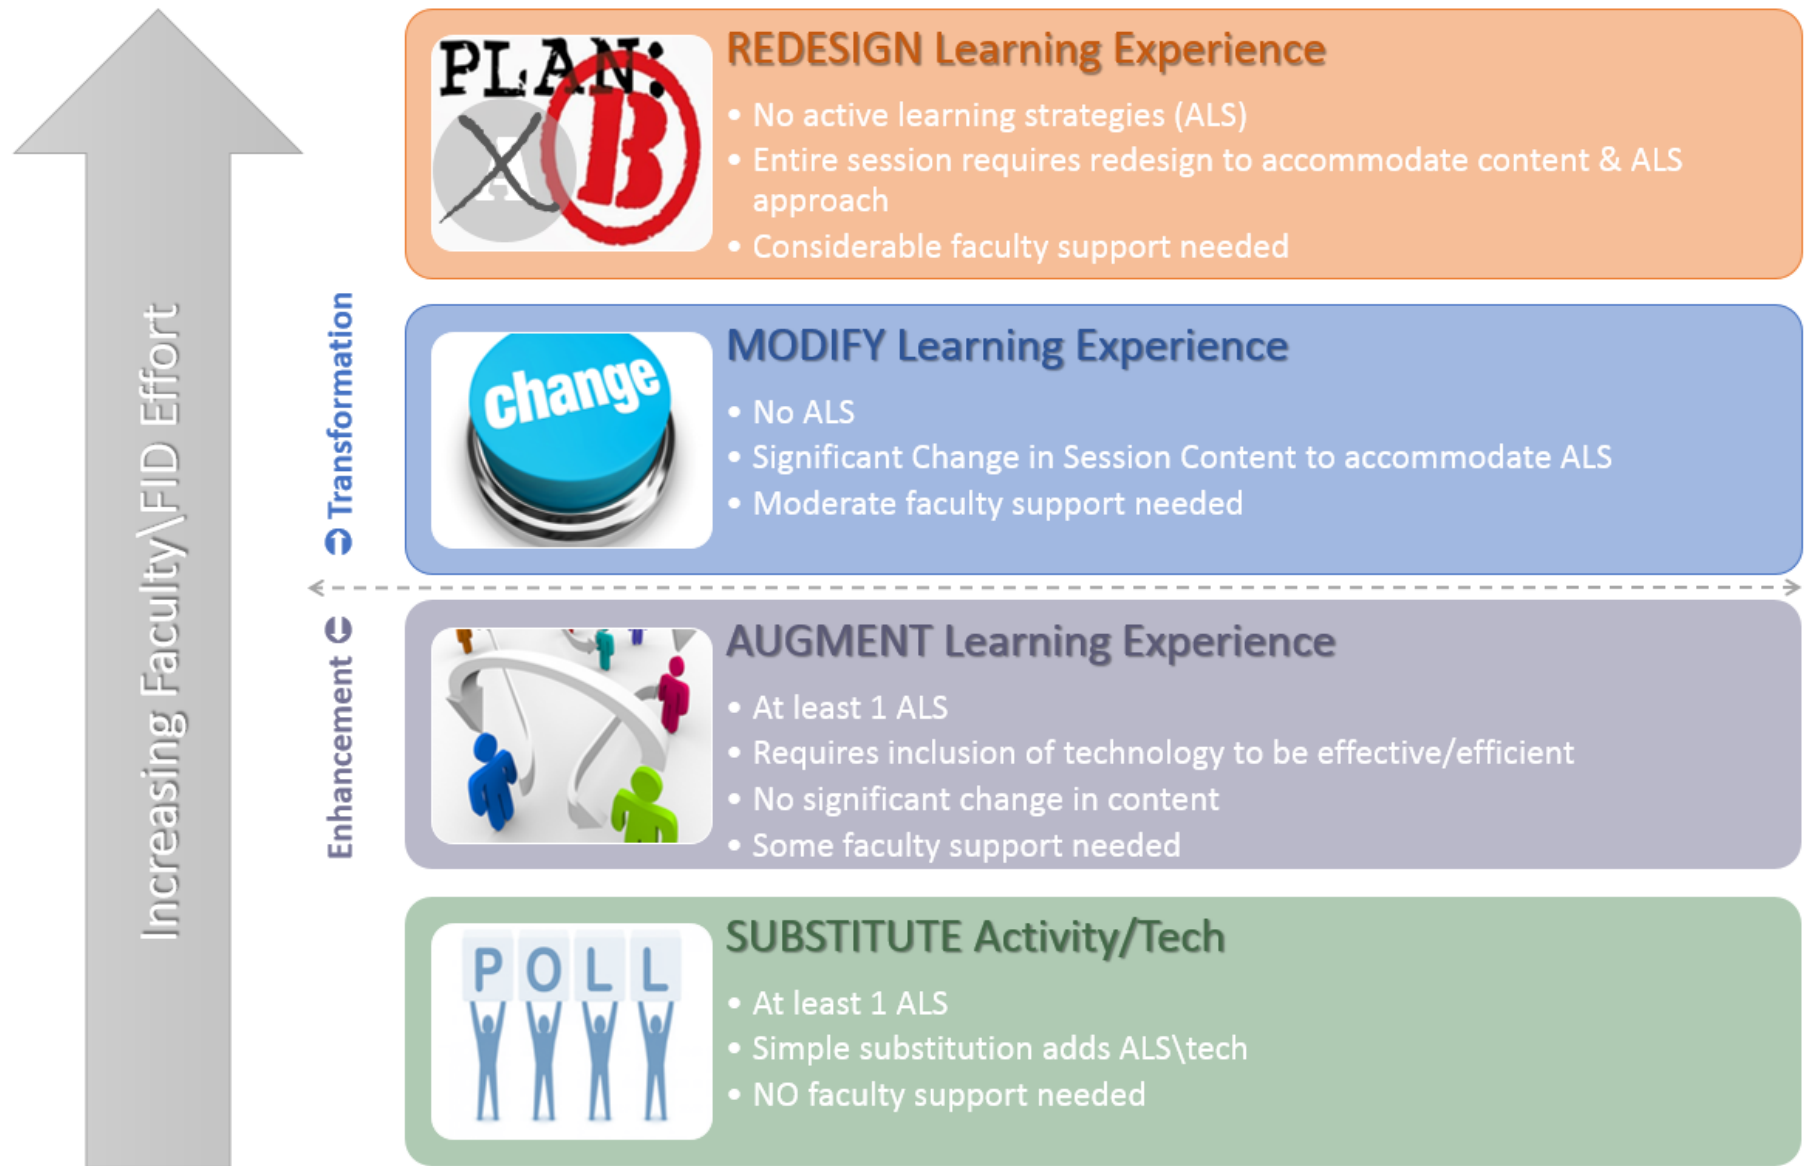 Increasing Faculty\FID Effort
PLAN:
A
B
REDESIGN Learning Experience
• No active learning strategies (ALS)
• Entire session requires redesign to accommodate content & ALS
approach
• Considerable faculty support needed
Transformation
change
MODIFY Learning Experience
• No ALS
• Significant Change in Session Content to accommodate ALS
• Moderate faculty support needed
Enhancement
AUGMENT Learning Experience
• At least 1 ALS
• Requires inclusion of technology to be effective/efficient
• No significant change in content
• Some faculty support needed
POLL
SUBSTITUTE Activity/Tech
• At least 1 ALS
• Simple substitution adds ALS\tech
• NO faculty support needed